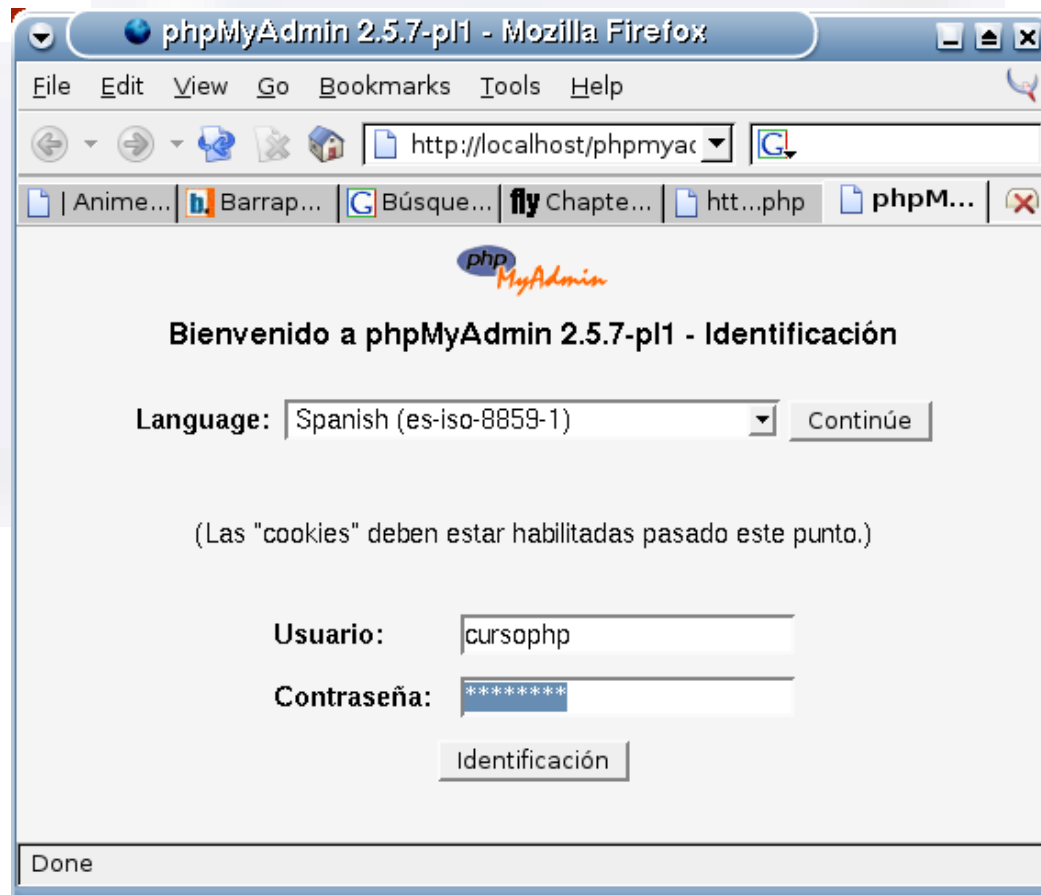 phpMyAdmin 2.5.7-pl1 - Mozilla Firefox
File Edit View Go Bookmarks Tools Help
http://localhost/phpmyac G
| Anime... b. Barrap... G Búsque... fly Chapte... htt...php phpM...
php MyAdmin
Bienvenido a phpMyAdmin 2.5.7-pl1 - Identificación
Language: Spanish (es-iso-8859-1) Continúe
(Las "cookies" deben estar habilitadas pasado este punto.)
Usuario: cursophp
Contraseña: ********
Identificación
Done